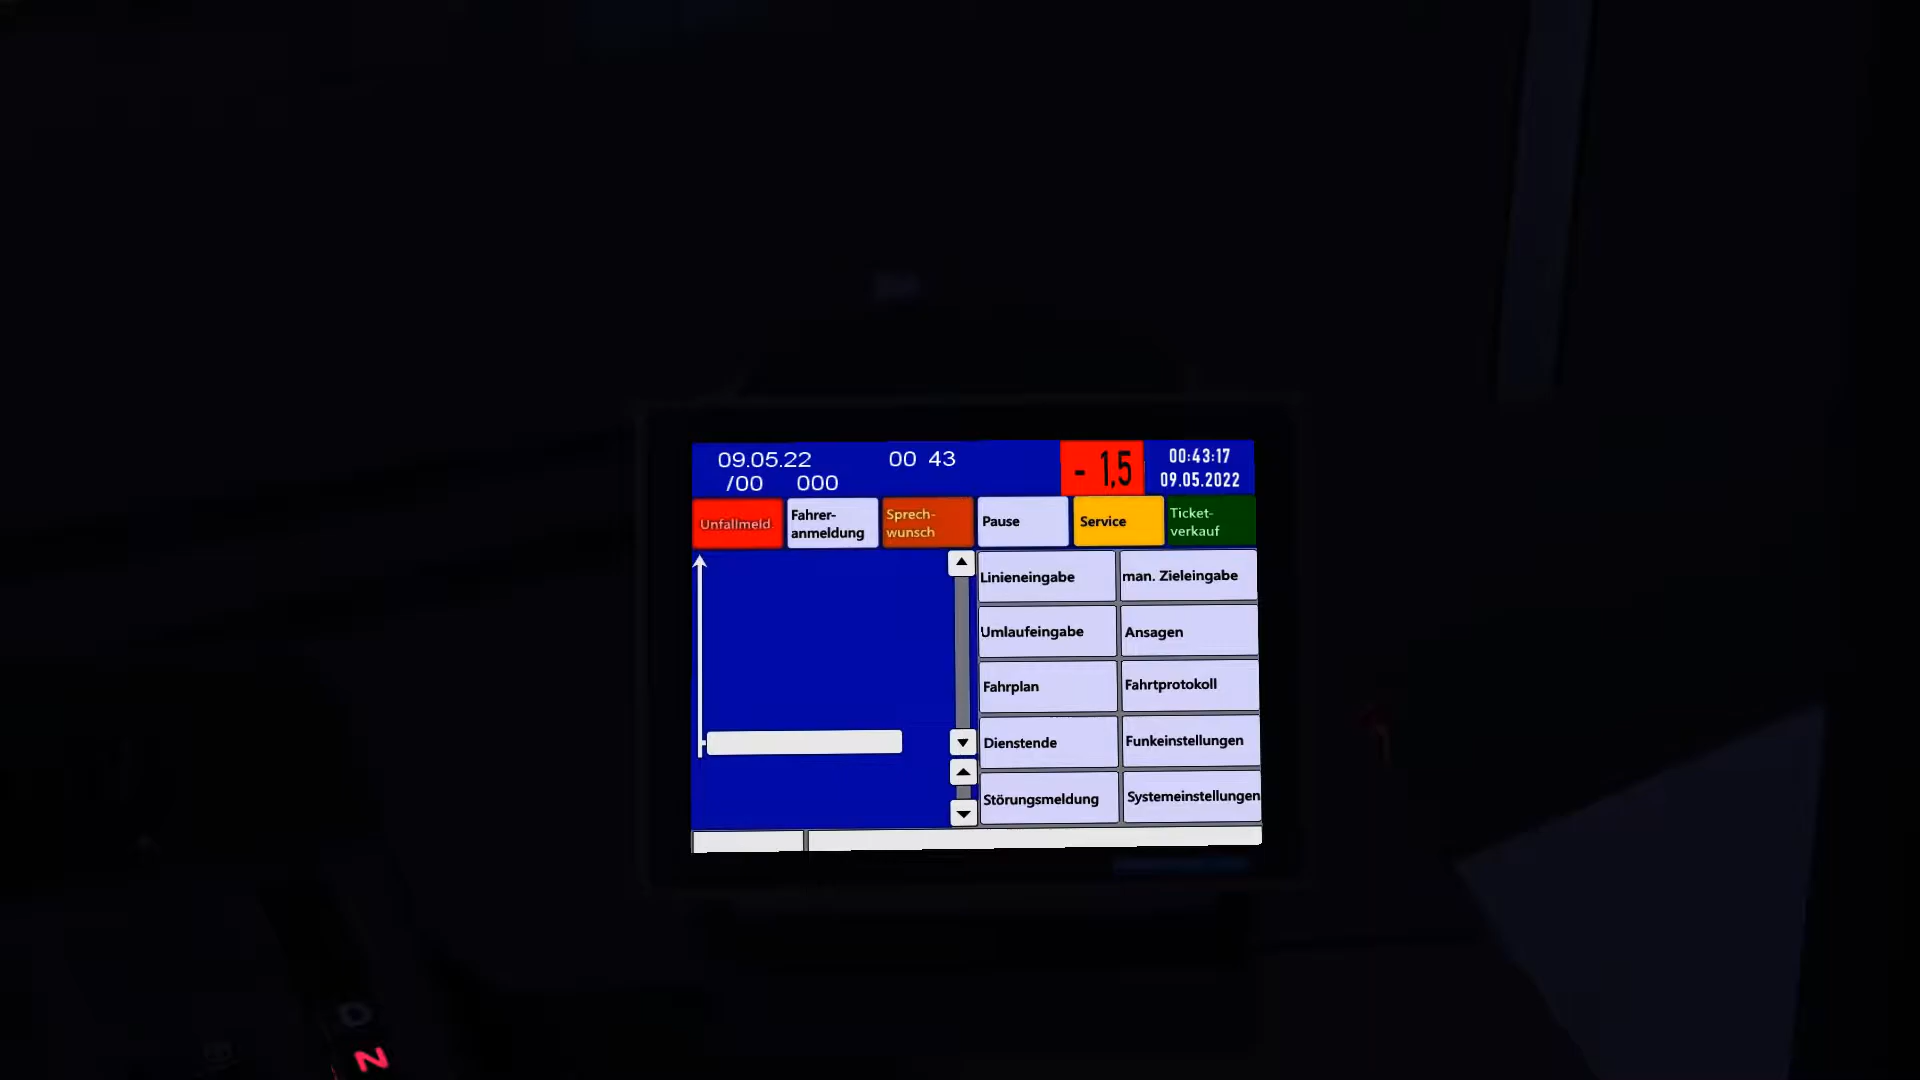 09.05.22 00 43
/00 000
- 1,5
00:43:17
09.05.2022
Unfallmeld.
Fahrer-
anmeldung
Sprech-
wunsch
Pause
Service
Ticket-
verkauf
Linieneingabe
man. Zieleingabe
Umlaufeingabe
Ansagen
Fahrplan
Fahrtprotokoll
Dienstende
Funkeinstellungen
Störungsmeldung
Systemeinstellungen
D
N